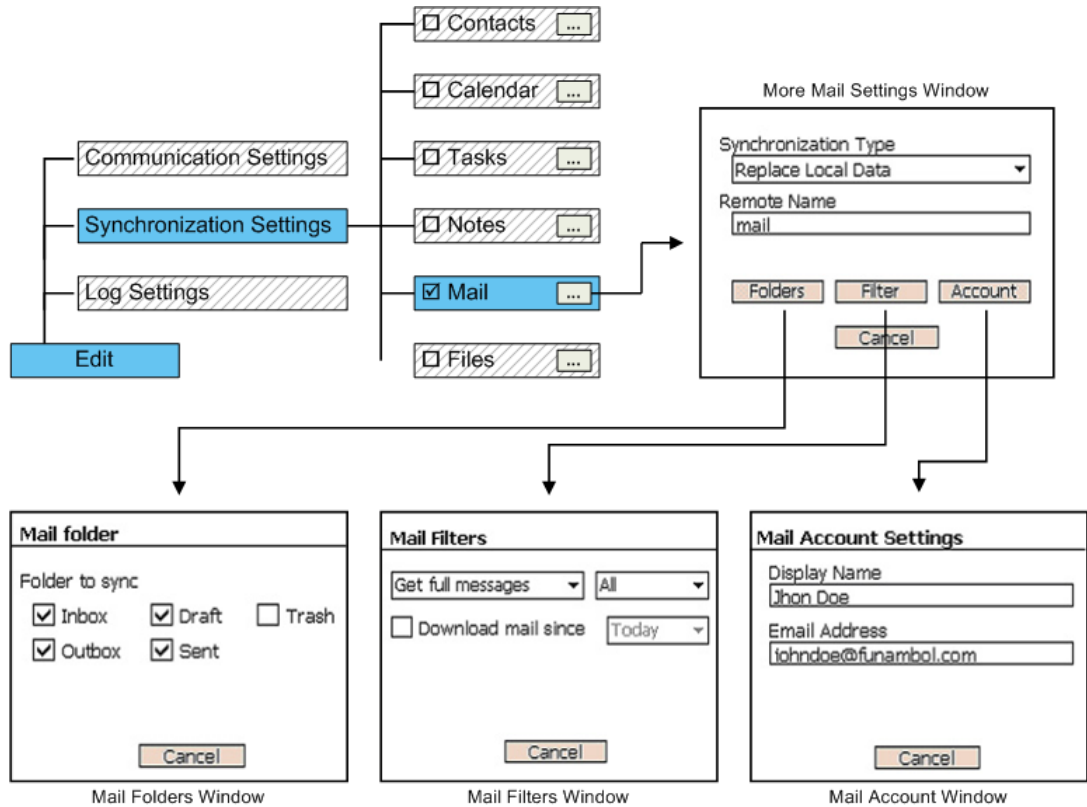 Contacts ...
Calendar ...
Tasks ...
Notes ...
Mail ...
Files ...
Communication Settings
Synchronization Settings
Log Settings
Edit
More Mail Settings Window
Synchronization Type
Replace Local Data
Remote Name
mail
Folders Filter Account
Cancel
Mail folder
Folder to sync
Inbox Draft Trash
Outbox Sent
Cancel
Mail Folders Window
Mail Filters
Get full messages All
Download mail since Today
Cancel
Mail Filters Window
Mail Account Settings
Display Name
Jhon Doe
Email Address
johndoe@funambol.com
Cancel
Mail Account Window